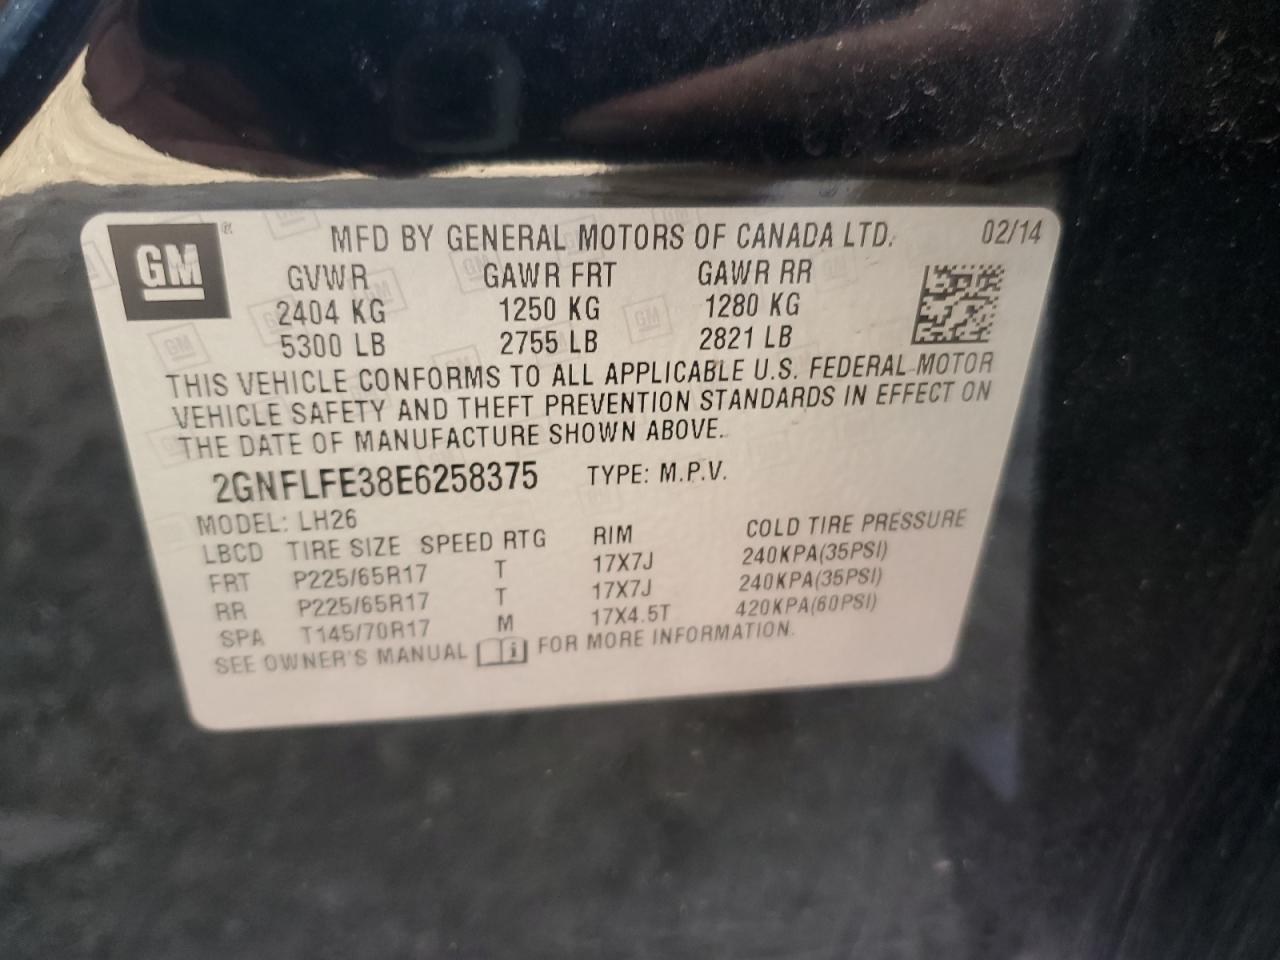 GM ®
MFD BY GENERAL MOTORS OF CANADA LTD. 02/14
GVWR GAWR FRT GAWR RR
2404 KG 1250 KG 1280 KG
5300 LB 2755 LB 2821 LB
THIS VEHICLE CONFORMS TO ALL APPLICABLE U.S. FEDERAL MOTOR
VEHICLE SAFETY AND THEFT PREVENTION STANDARDS IN EFFECT ON
THE DATE OF MANUFACTURE SHOWN ABOVE.
2GNFLFE38E6258375 TYPE: M.P.V.
MODEL: LH26
LBCD TIRE SIZE SPEED RTG RIM COLD TIRE PRESSURE
FRT P225/65R17 T 17X7J 240KPA(35PSI)
RR P225/65R17 T 17X7J 240KPA(35PSI)
SPA T145/70R17 M 17X4.5T 420KPA(60PSI)
SEE OWNER'S MANUAL i FOR MORE INFORMATION.